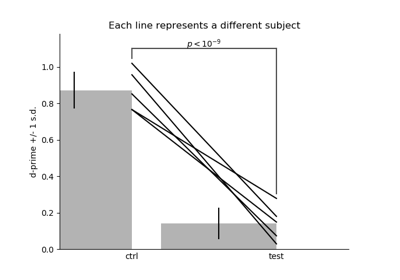 Each line represents a different subject
p < 10⁻⁹
d-prime +/- 1 s.d.
1.0
0.8
0.6
0.4
0.2
0.0
ctrl test